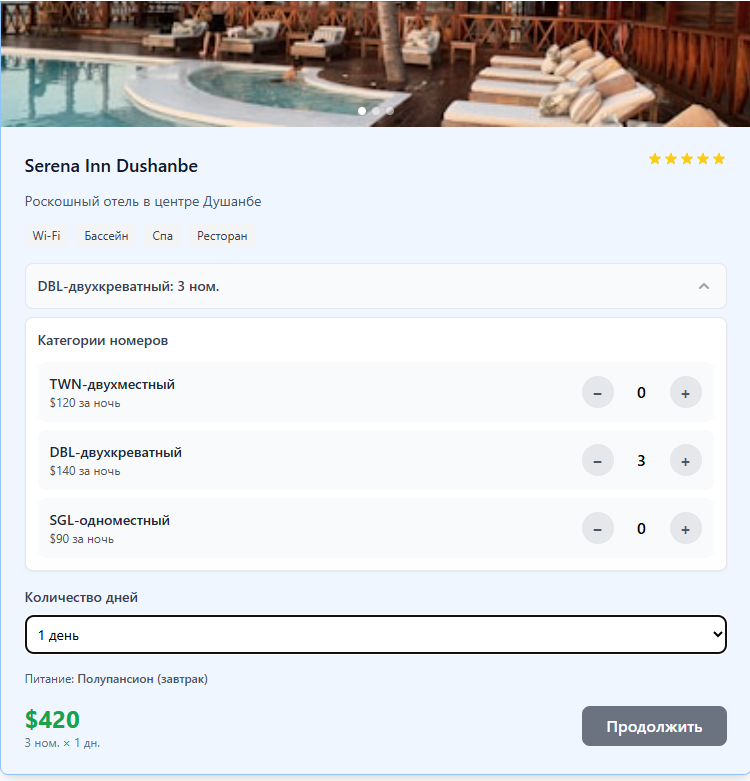 Serena Inn Dushanbe
Роскошный отель в центре Душанбе
Wi-Fi Бассейн Спа Ресторан
DBL-двухкреватный: 3 ном.
Категории номеров
TWN-двухместный
$120 за ночь
− 0 +
DBL-двухкреватный
$140 за ночь
− 3 +
SGL-одноместный
$90 за ночь
− 0 +
Количество дней
1 день
Питание: Полупансион (завтрак)
$420
3 ном. × 1 дн.
Продолжить